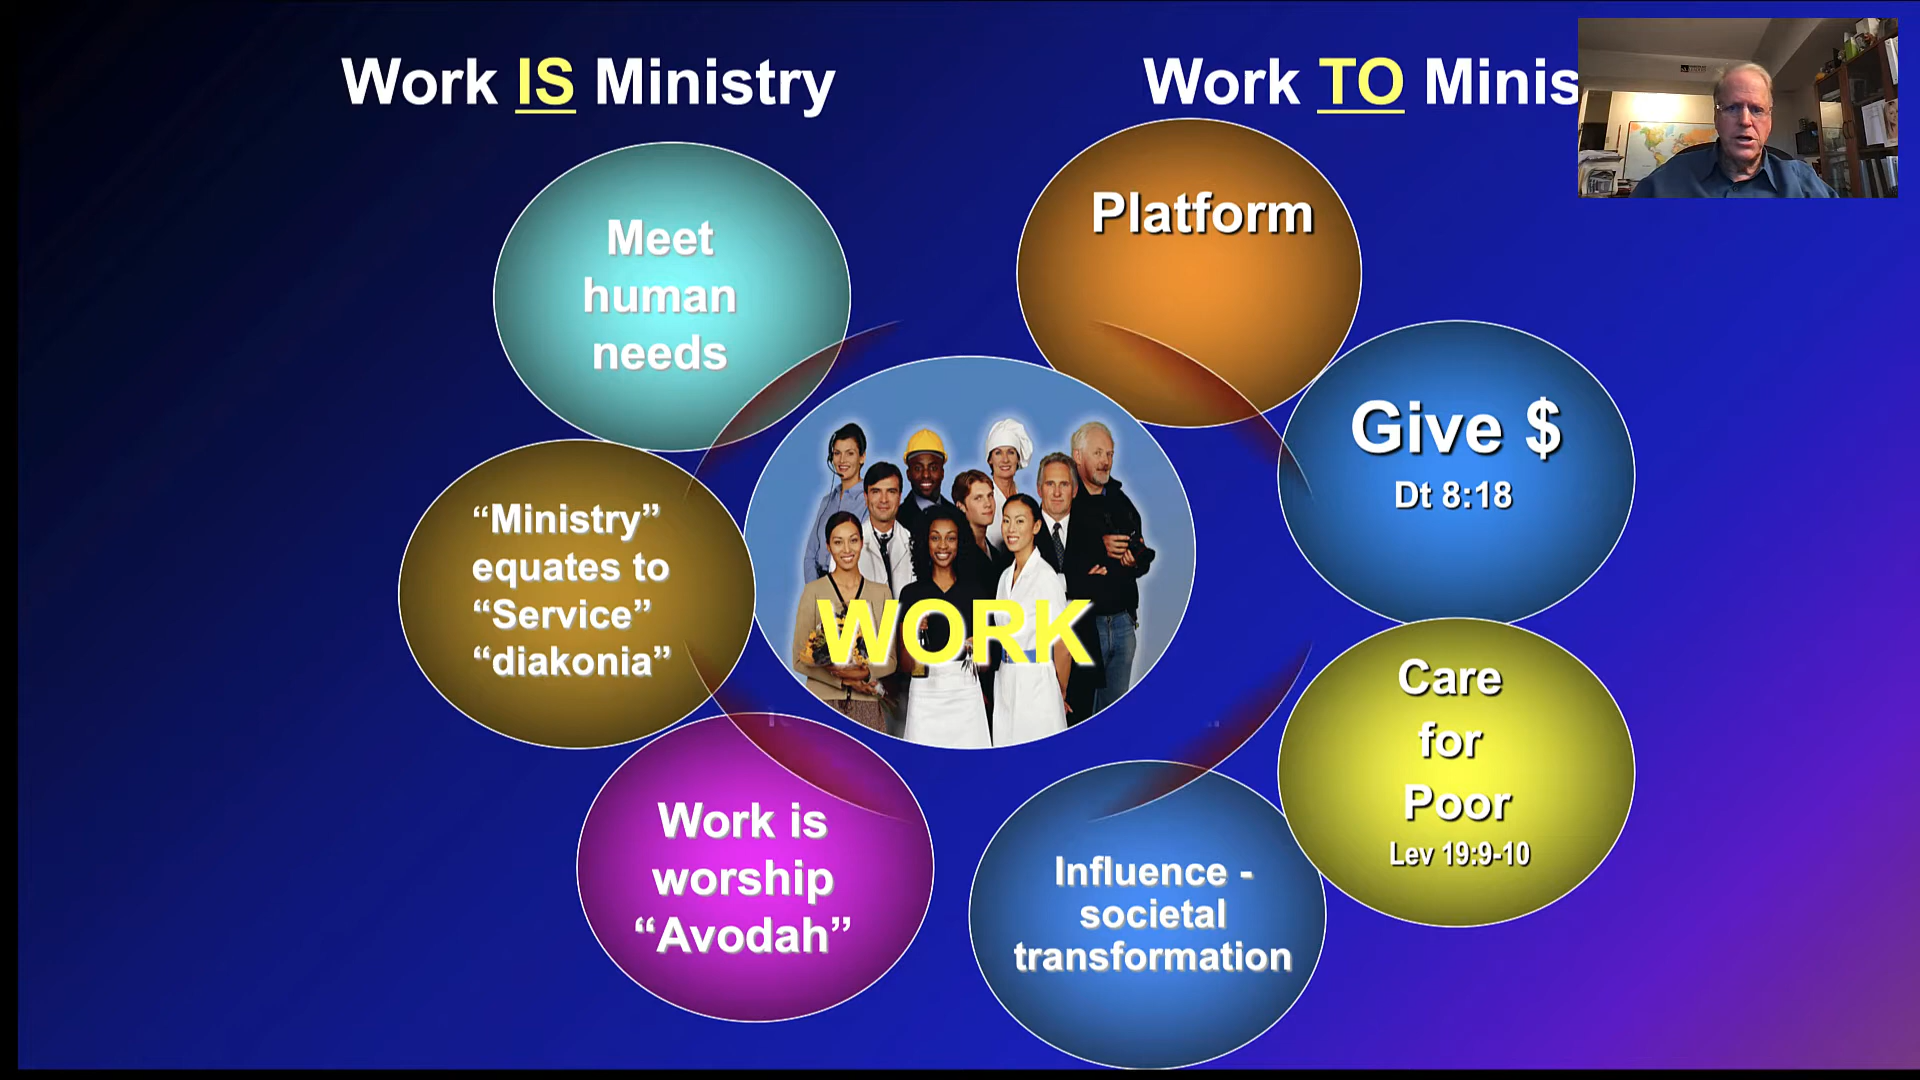 Work IS Ministry
Work TO Minis
Meet
human
needs
Platform
Give $
Dt 8:18
“Ministry”
equates to
“Service”
“diakonia”
WORK
Care
for
Poor
Lev 19:9-10
Work is
worship
“Avodah”
Influence -
societal
transformation